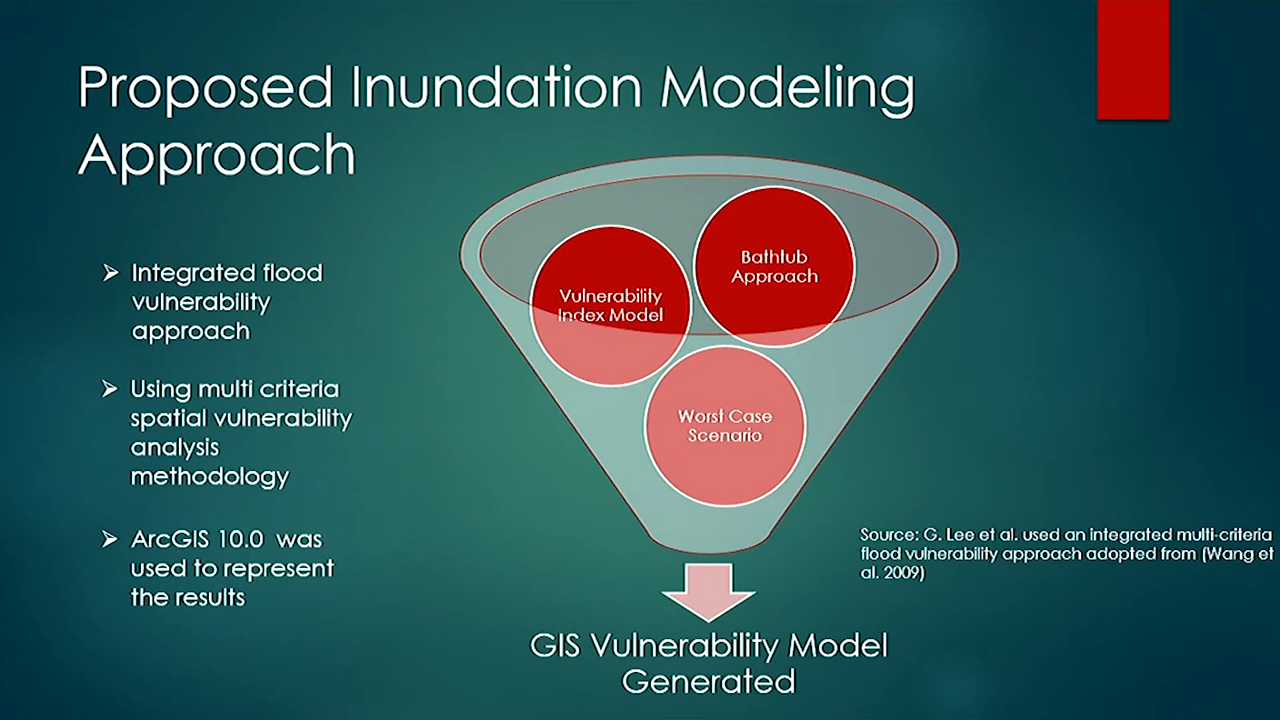 Proposed Inundation Modeling
Approach
➢ Integrated flood
vulnerability
approach
➢ Using multi criteria
spatial vulnerability
analysis
methodology
➢ ArcGIS 10.0 was
used to represent
the results
Bathtub
Approach
Vulnerability
Index Model
Worst Case
Scenario
GIS Vulnerability Model
Generated
Source: G. Lee et al. used an integrated multi-criteria
flood vulnerability approach adopted from (Wang et
al. 2009)